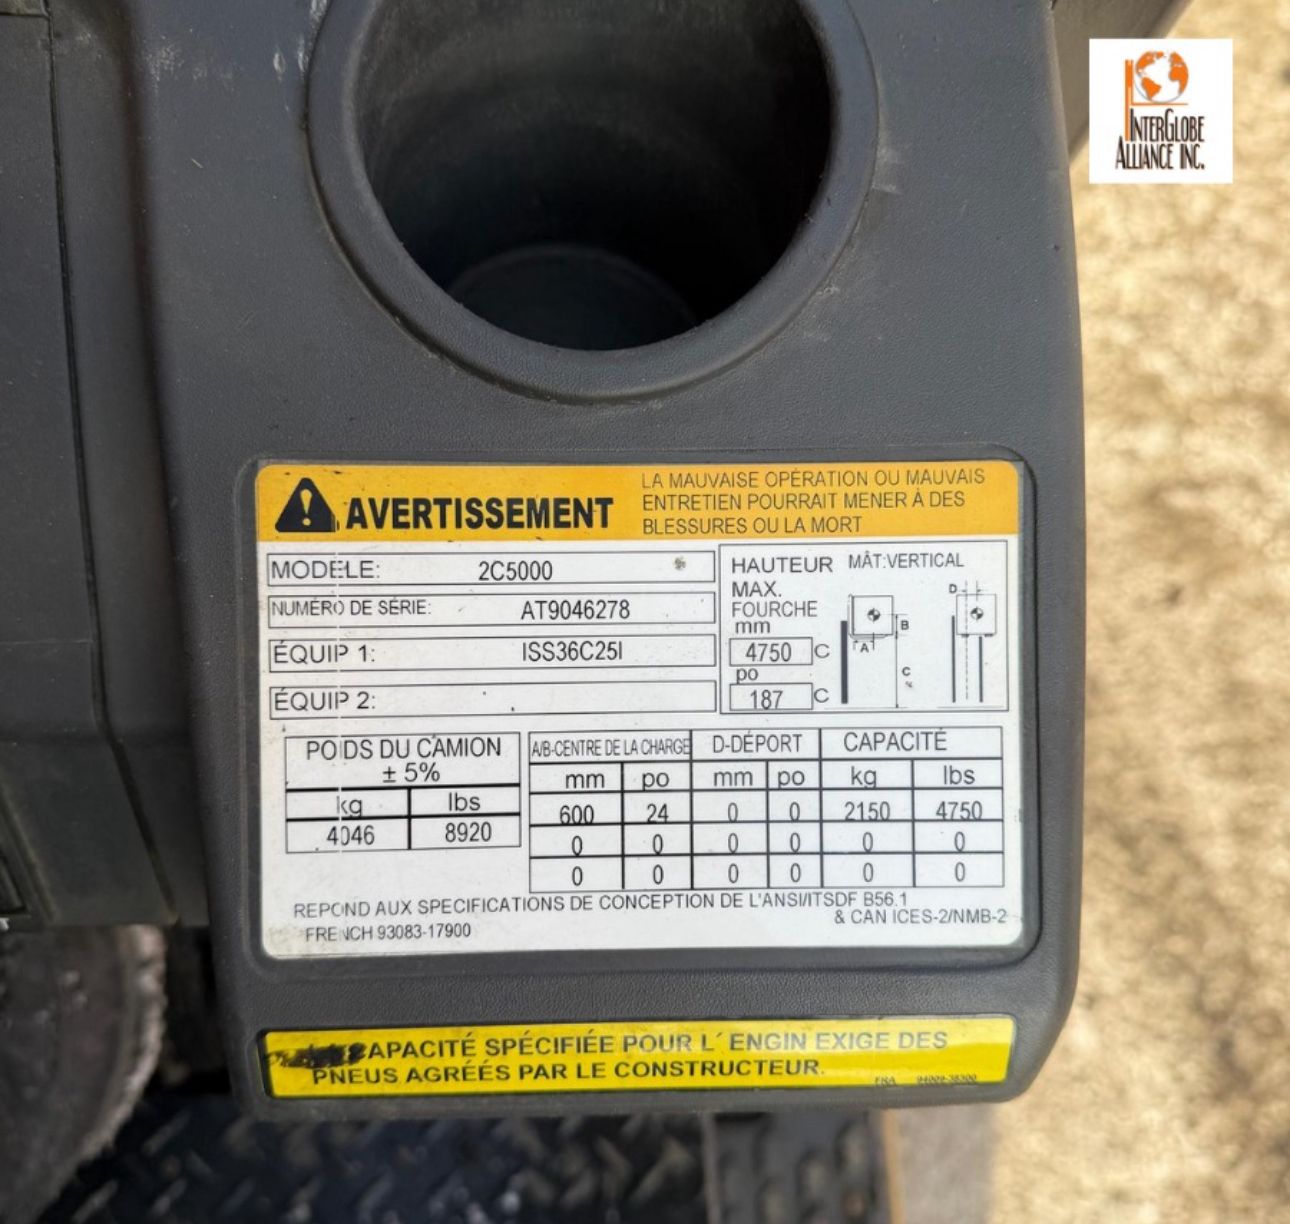 INTERGLOBE
ALLIANCE INC.
AVERTISSEMENT
LA MAUVAISE OPÉRATION OU MAUVAIS
ENTRETIEN POURRAIT MENER À DES
BLESSURES OU LA MORT
MODÈLE: 2C5000
NUMÉRO DE SÉRIE: AT9046278
ÉQUIP 1: ISS36C25I
ÉQUIP 2:
HAUTEUR MÂT:VERTICAL
MAX.
FOURCHE
mm
4750 C
po
187 C
A
B
C
D
POIDS DU CAMION
± 5%
kg lbs
4046 8920
A/B-CENTRE DE LA CHARGE D-DÉPORT CAPACITÉ
mm po mm po kg lbs
600 24 0 0 2150 4750
0 0 0 0 0 0
0 0 0 0 0 0
REPOND AUX SPECIFICATIONS DE CONCEPTION DE L'ANSI/ITSDF B56.1
& CAN ICES-2/NMB-2
FRENCH 93083-17900
CAPACITÉ SPÉCIFIÉE POUR L´ENGIN EXIGE DES
PNEUS AGRÉÉS PAR LE CONSTRUCTEUR.
FRA